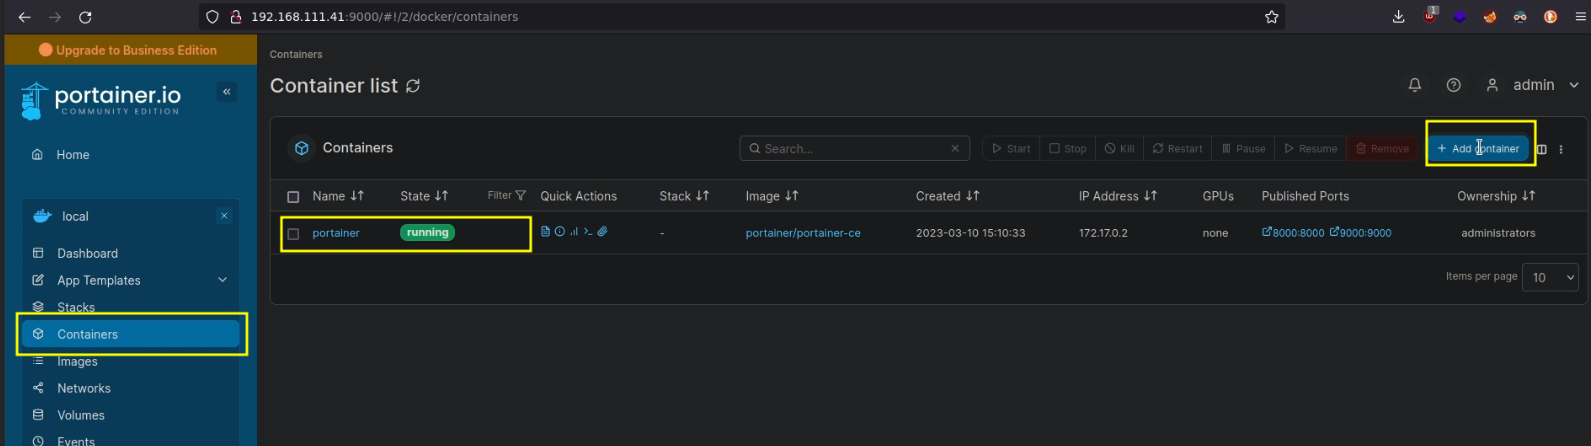 192.168.111.41:9000/#!/2/docker/containers
1
Upgrade to Business Edition
portainer.io
COMMUNITY EDITION
Home
local
Dashboard
App Templates
Stacks
Containers
Images
Networks
Volumes
Events
Containers
Container list
admin
Containers
Search...
Start Stop Kill Restart Pause Resume Remove + Add container
Name State Filter Quick Actions Stack Image Created IP Address GPUs Published Ports Ownership
portainer running - portainer/portainer-ce 2023-03-10 15:10:33 172.17.0.2 none 8000:8000 9000:9000 administrators
Items per page 10